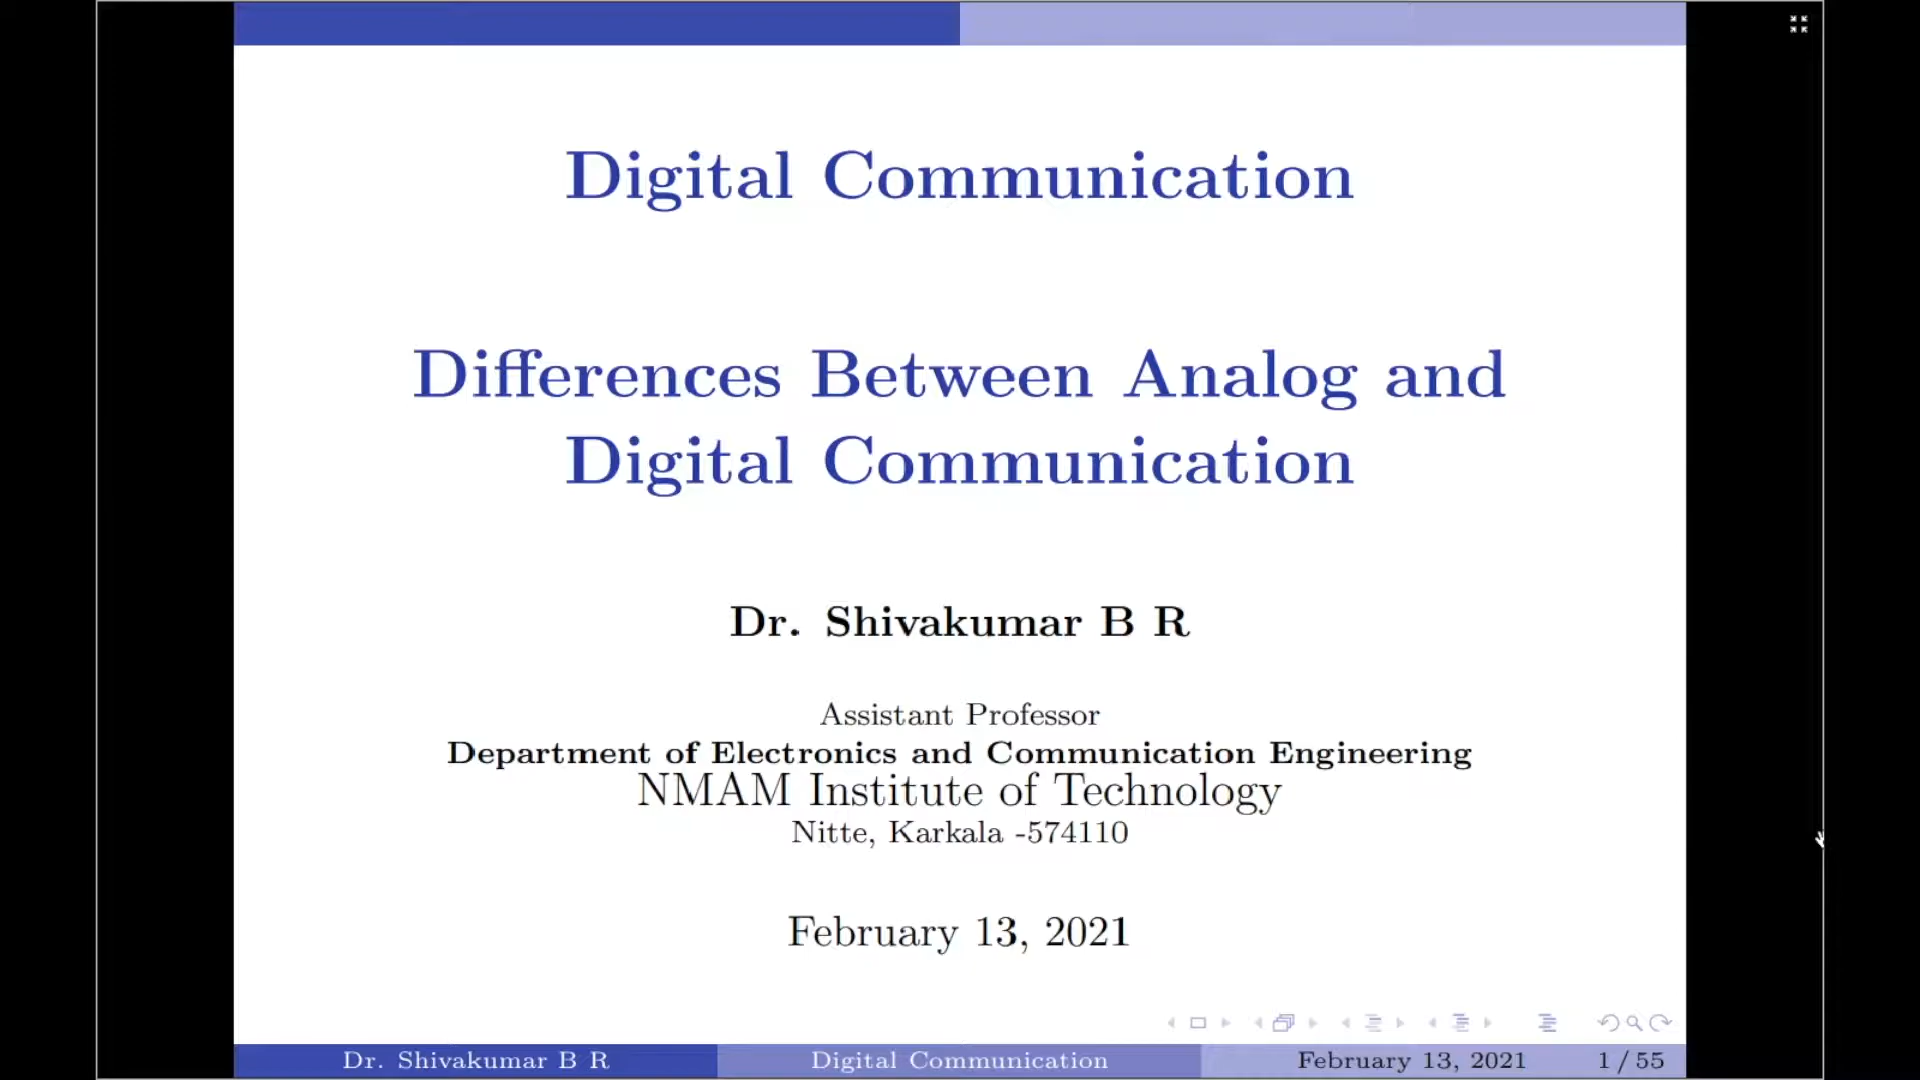 Digital Communication
Differences Between Analog and
Digital Communication
Dr. Shivakumar B R
Assistant Professor
Department of Electronics and Communication Engineering
NMAM Institute of Technology
Nitte, Karkala -574110
February 13, 2021
Dr. Shivakumar B R Digital Communication February 13, 2021 1 / 55